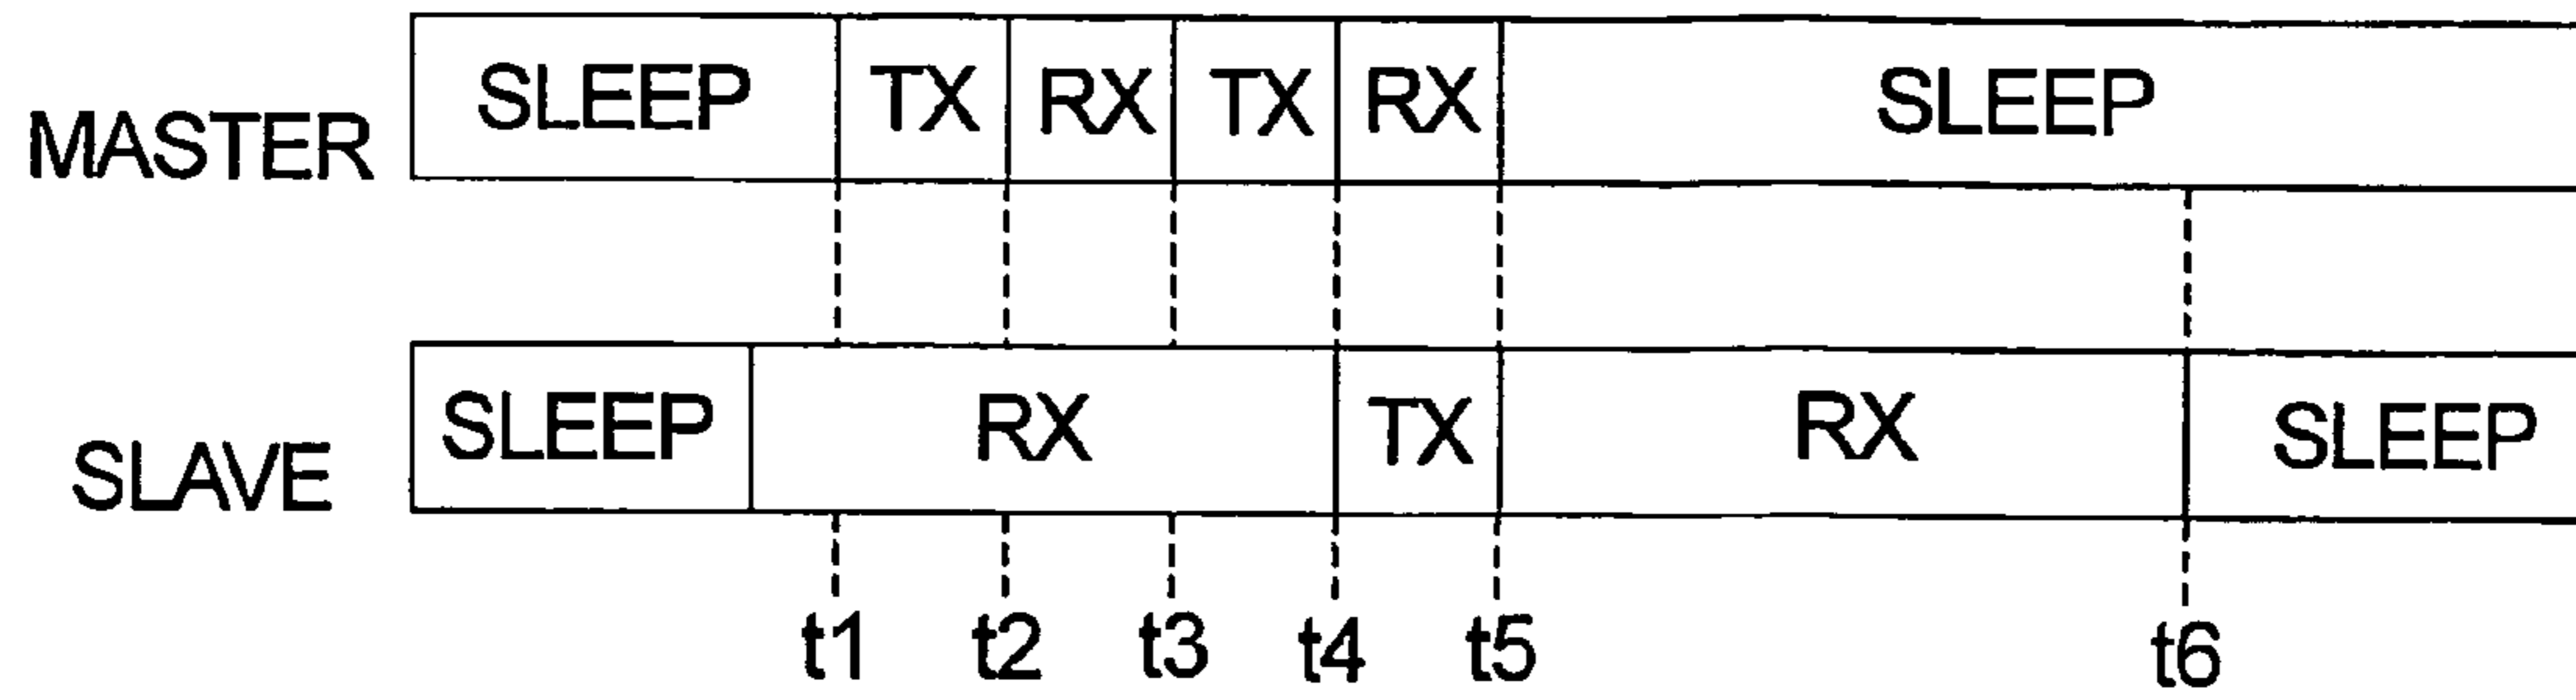 MASTER SLEEP TX RX TX RX SLEEP
SLAVE SLEEP RX TX RX SLEEP
t1 t2 t3 t4 t5 t6